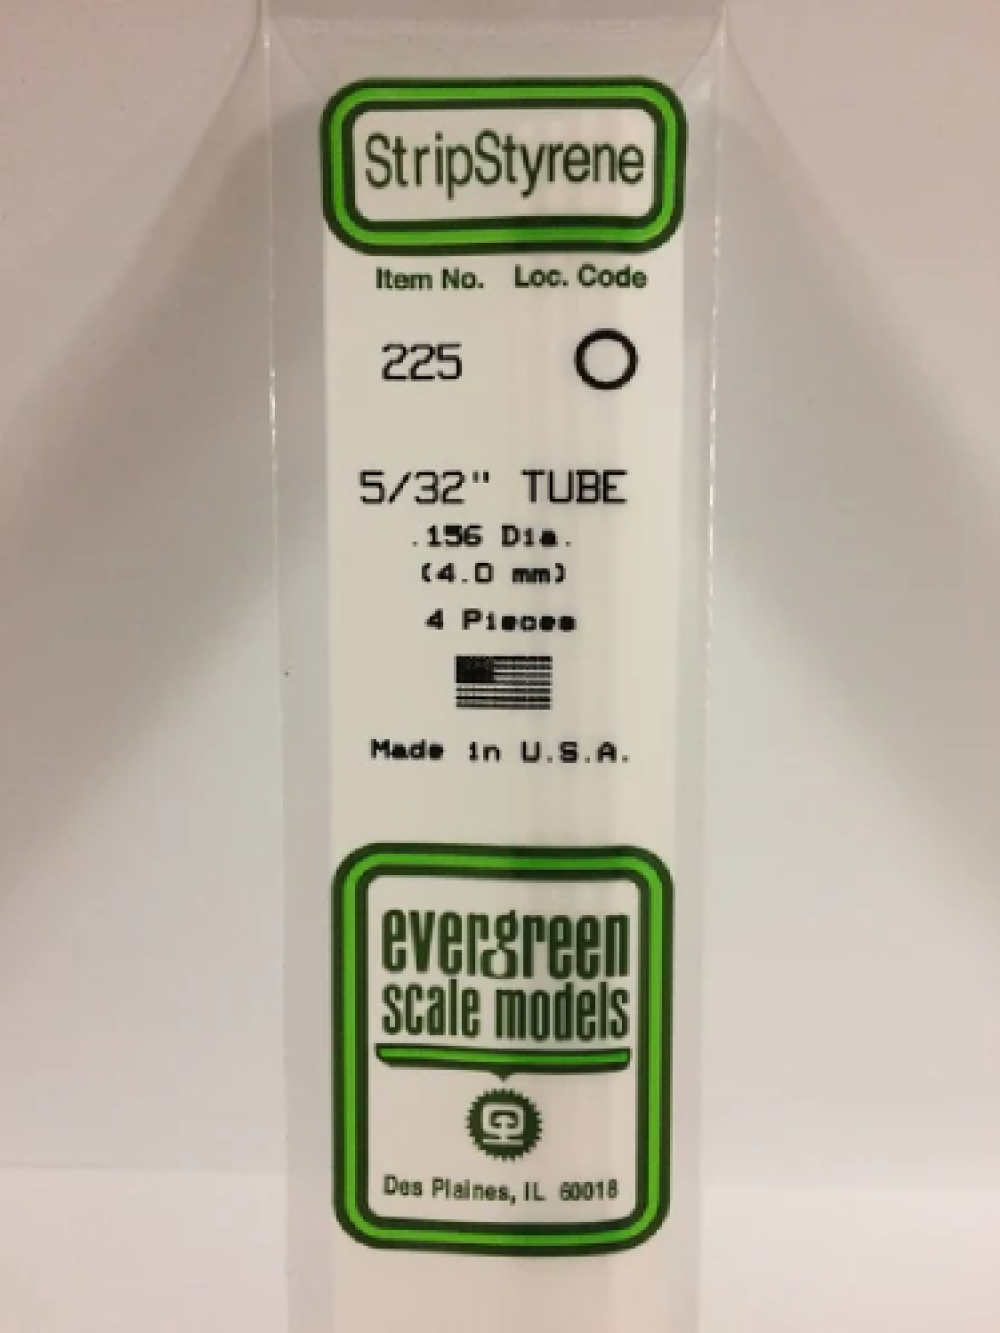 StripStyrene
Item No. Loc. Code
225
5/32" TUBE
.156 Dia.
(4.0 mm)
4 Pieces
Made in U.S.A.
evergreen
scale models
Des Plaines, IL 60018